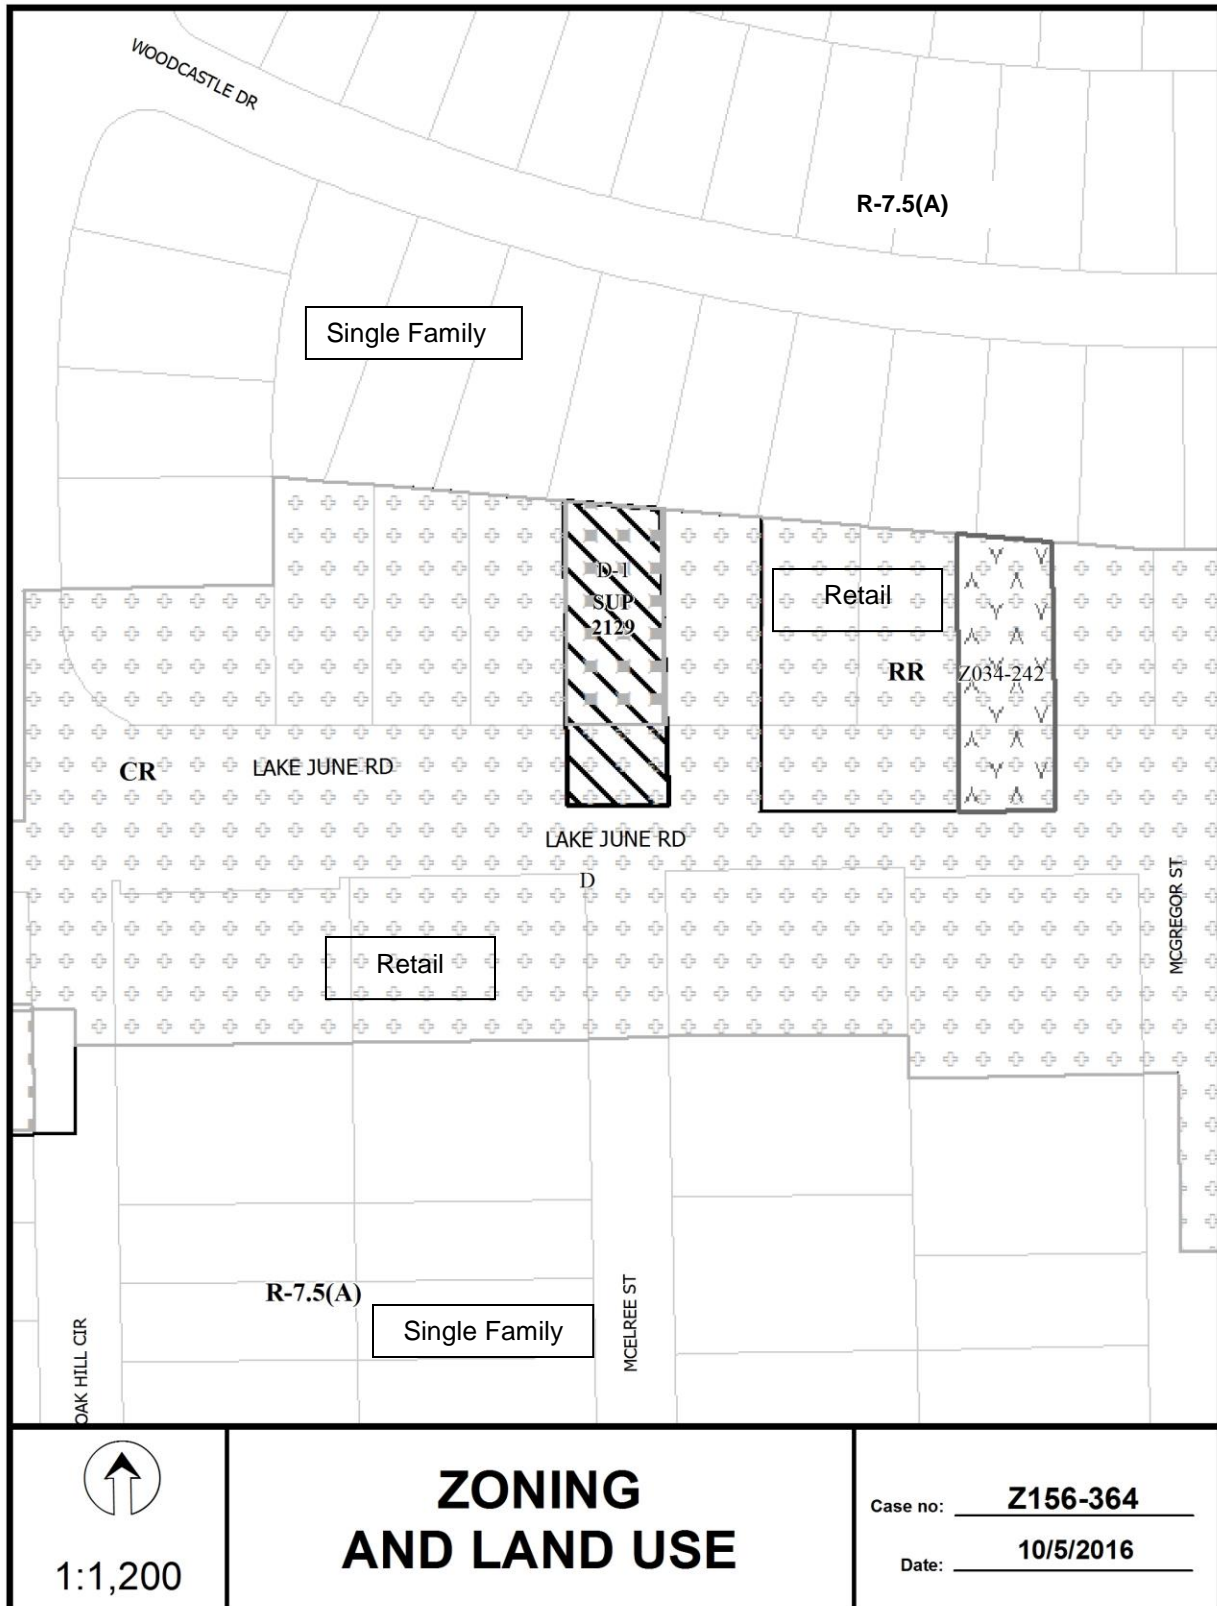 WOODCASTLE DR
R-7.5(A)
Single Family
D-1
SUP
2129
Retail
RR
Z034-242
CR
LAKE JUNE RD
LAKE JUNE RD
D
MCGREGOR ST
Retail
R-7.5(A)
Single Family
MCELREE ST
OAK HILL CIR
1:1,200
ZONING
AND LAND USE
Case no: Z156-364
Date: 10/5/2016